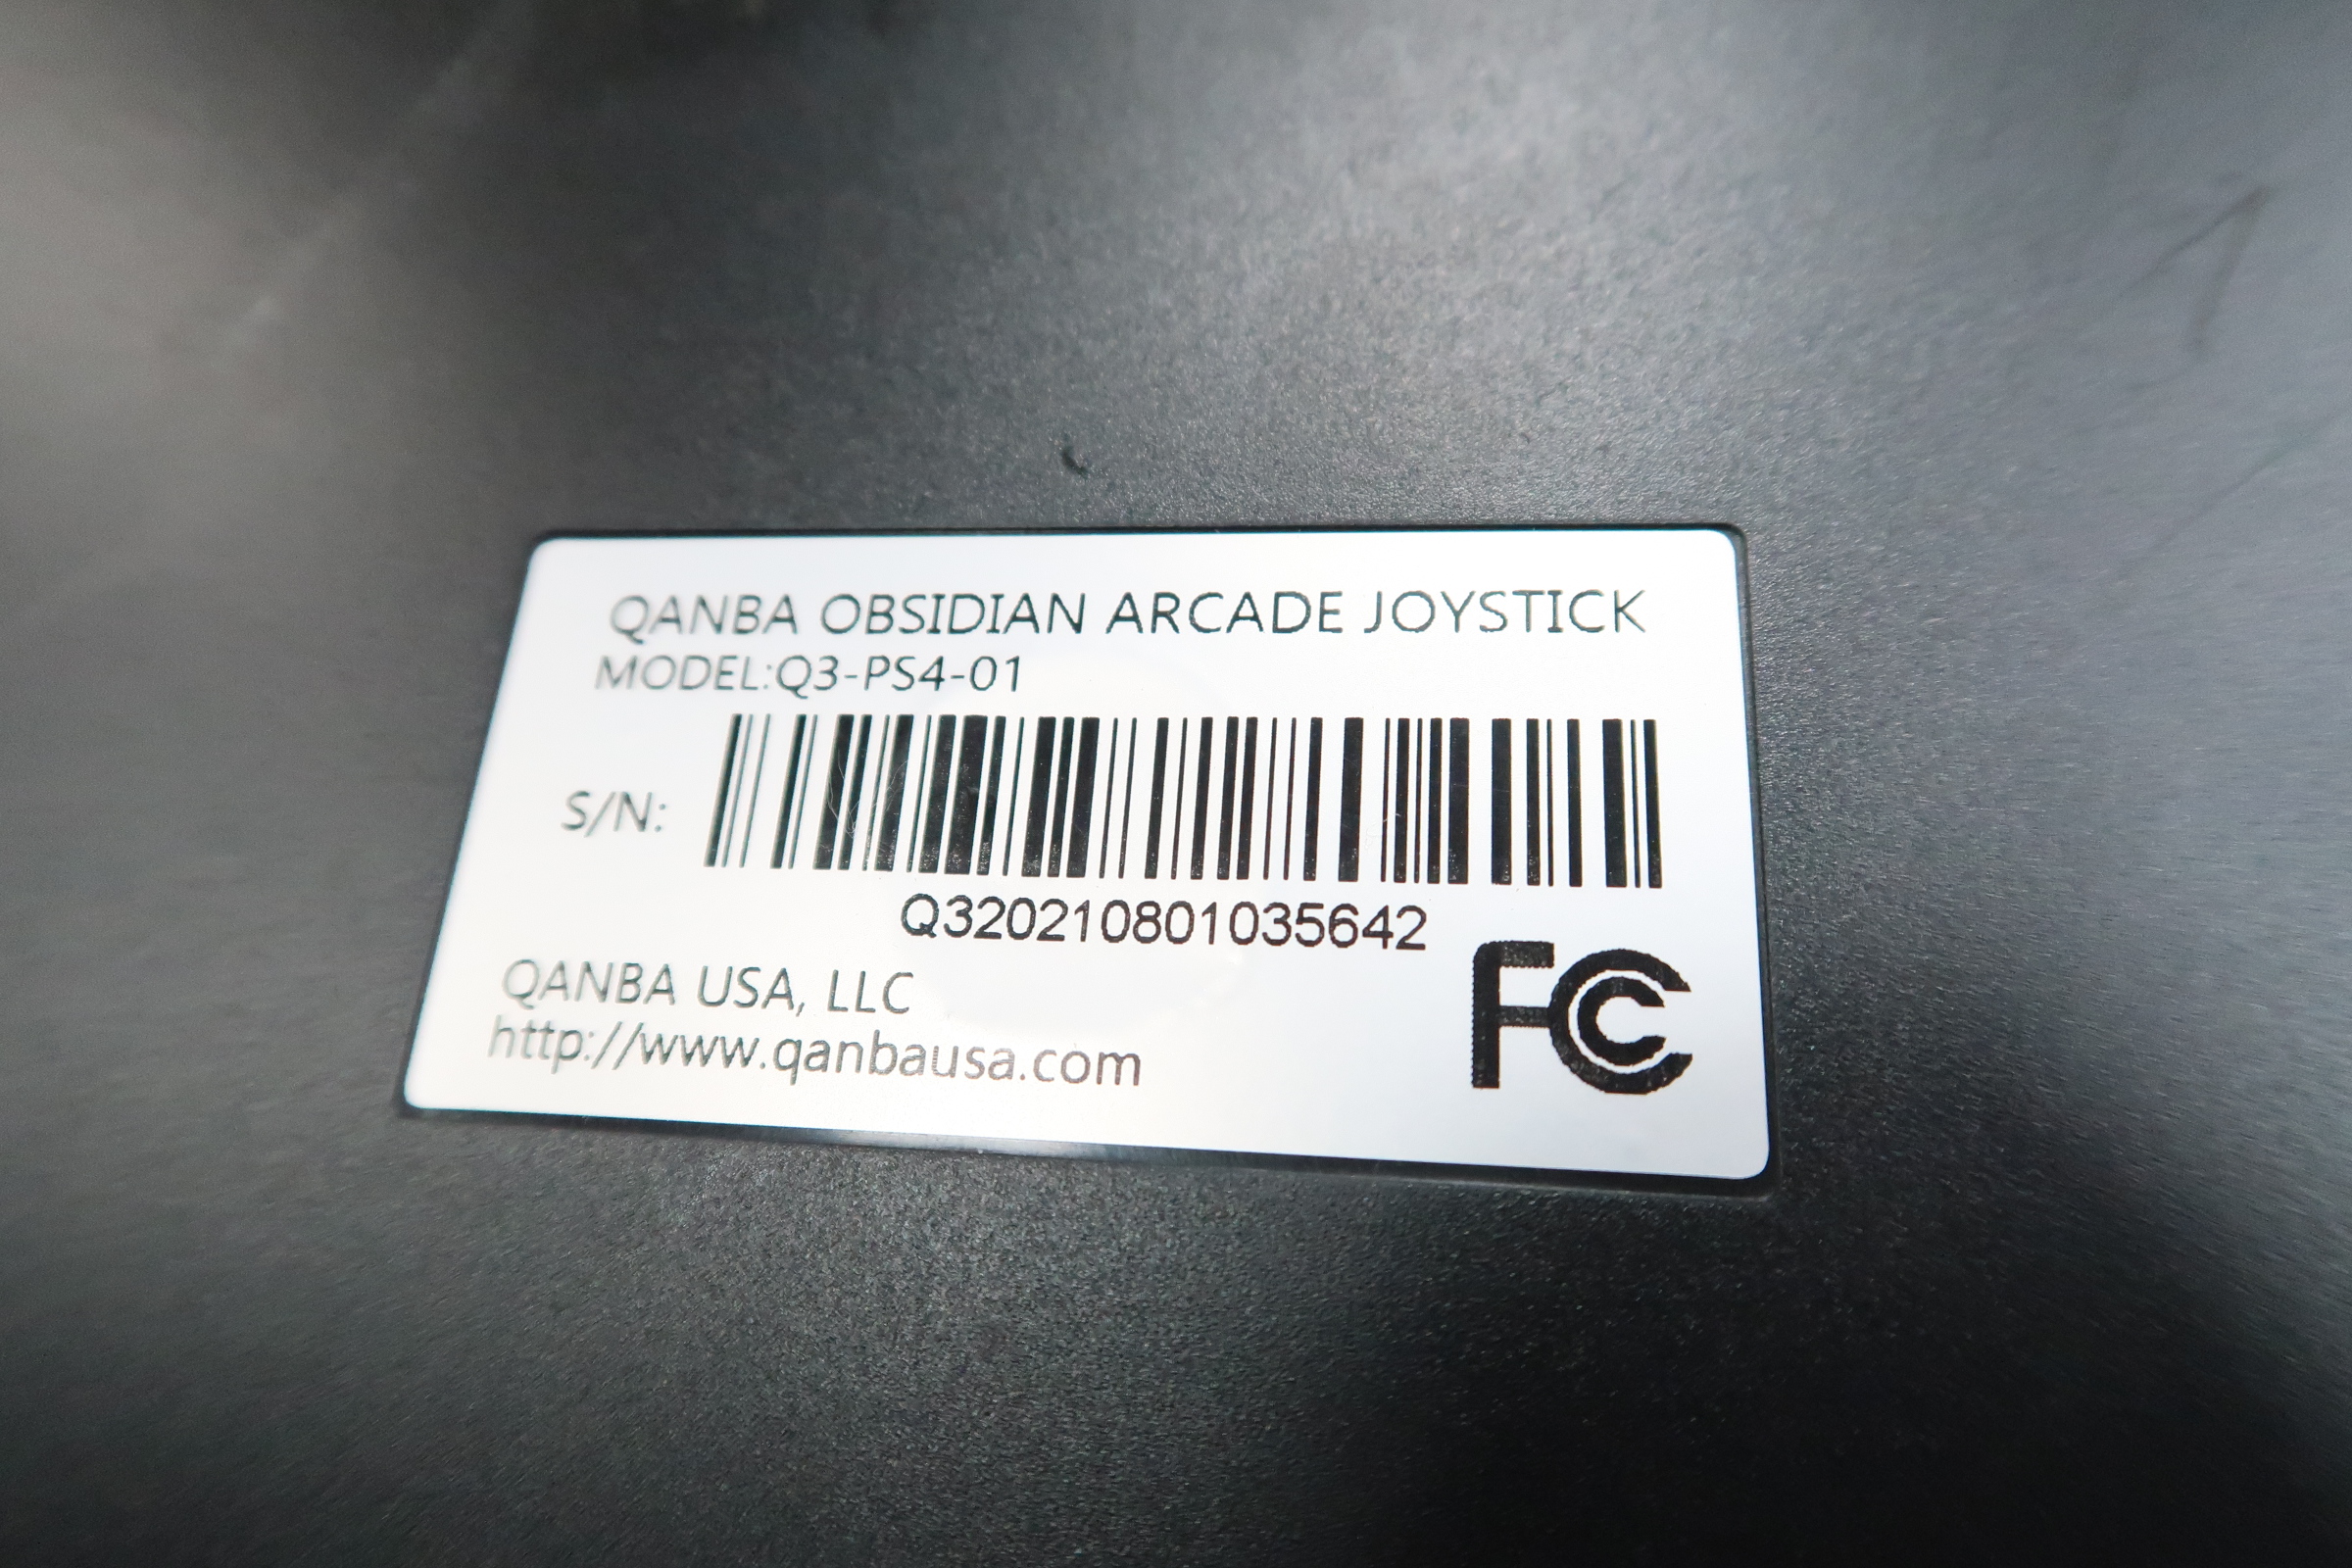 QANBA OBSIDIAN ARCADE JOYSTICK
MODEL:Q3-PS4-01
S/N:
Q320210801035642
QANBA USA, LLC
http://www.qanbausa.com
FC